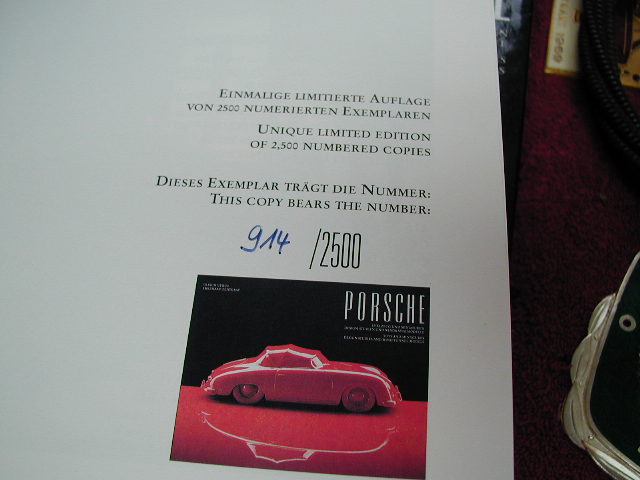 EINMALIGE LIMITIERTE AUFLAGE
VON 2500 NUMERIERTEN EXEMPLAREN
UNIQUE LIMITED EDITION
OF 2,500 NUMBERED COPIES
DIESES EXEMPLAR TRÄGT DIE NUMMER:
THIS COPY BEARS THE NUMBER:
914 /2500
PORSCHE